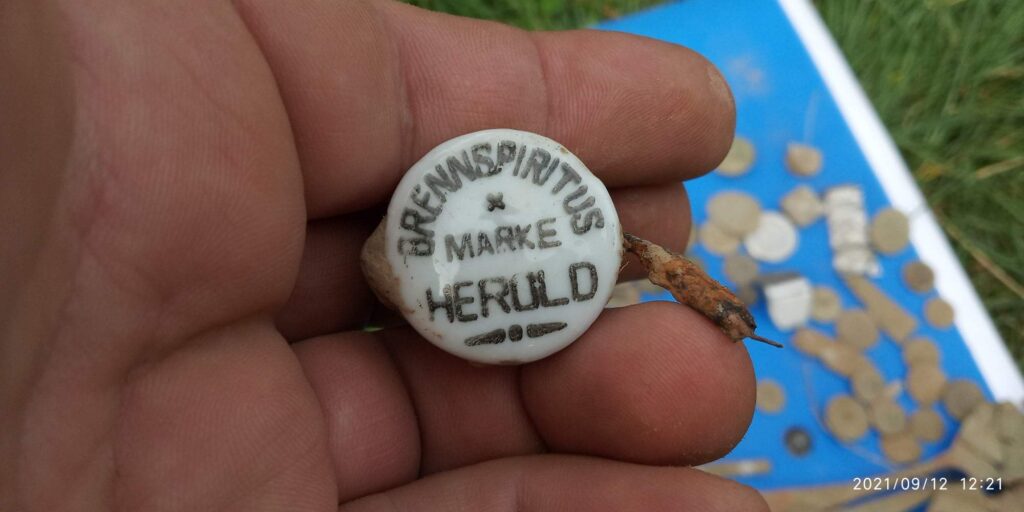 BRENNSPIRITUS
MARKE
HERULD
2021/09/12 12:21